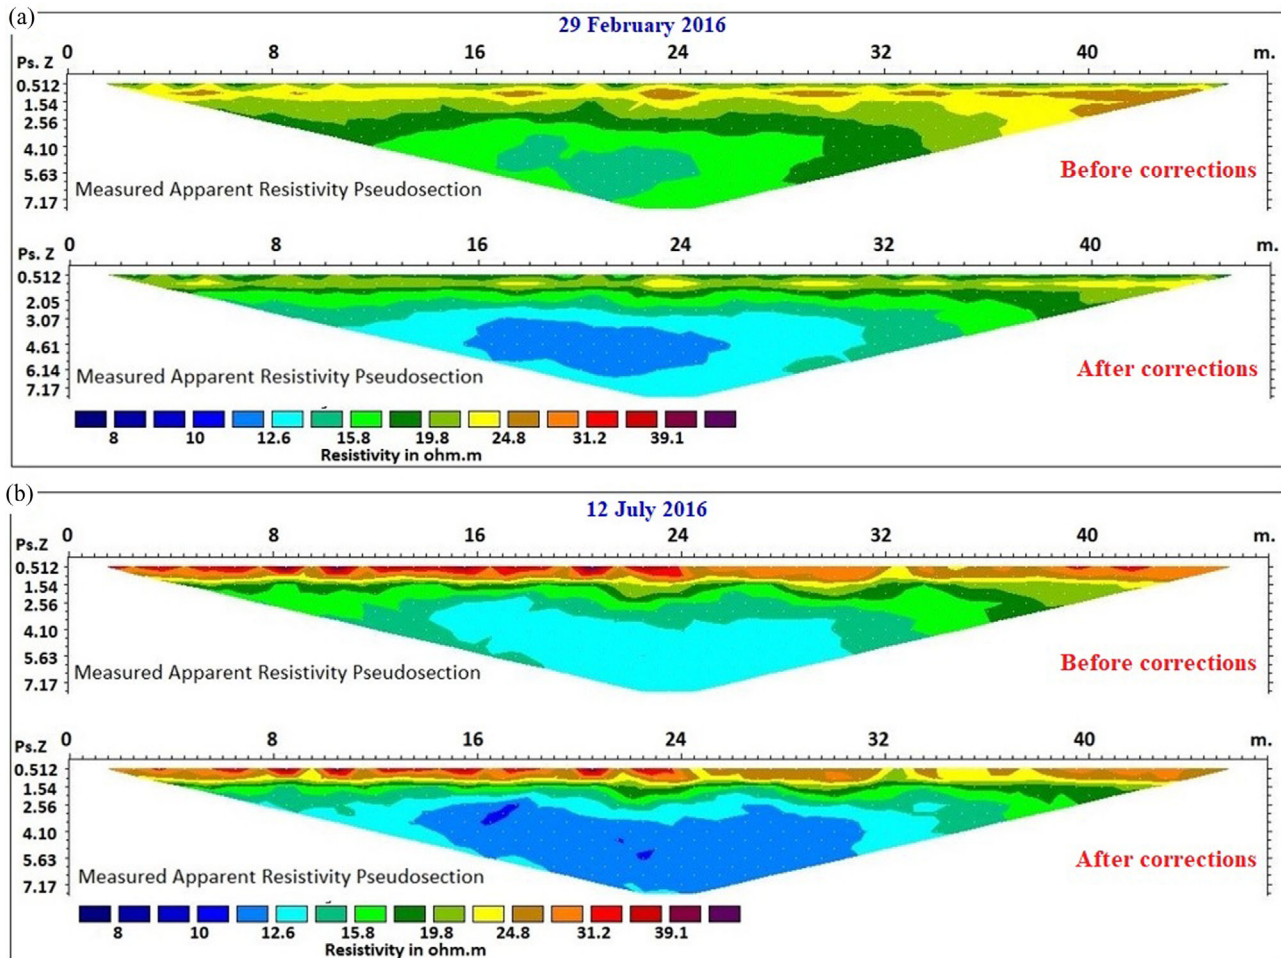 (a)
29 February 2016
0 8 16 24 32 40 m.
Ps. Z
0.512
1.54
2.56
4.10
5.63
7.17
Measured Apparent Resistivity Pseudosection
Before corrections
0 8 16 24 32 40 m.
Ps. Z
0.512
2.05
3.07
4.61
6.14
7.17
Measured Apparent Resistivity Pseudosection
After corrections
8 10 12.6 15.8 19.8 24.8 31.2 39.1
Resistivity in ohm.m
(b)
12 July 2016
0 8 16 24 32 40 m.
Ps.Z
0.512
1.54
2.56
4.10
5.63
7.17
Measured Apparent Resistivity Pseudosection
Before corrections
0 8 16 24 32 40 m.
Ps.Z
0.512
1.54
2.56
4.10
5.63
7.17
Measured Apparent Resistivity Pseudosection
After corrections
8 10 12.6 15.8 19.8 24.8 31.2 39.1
Resistivity in ohm.m